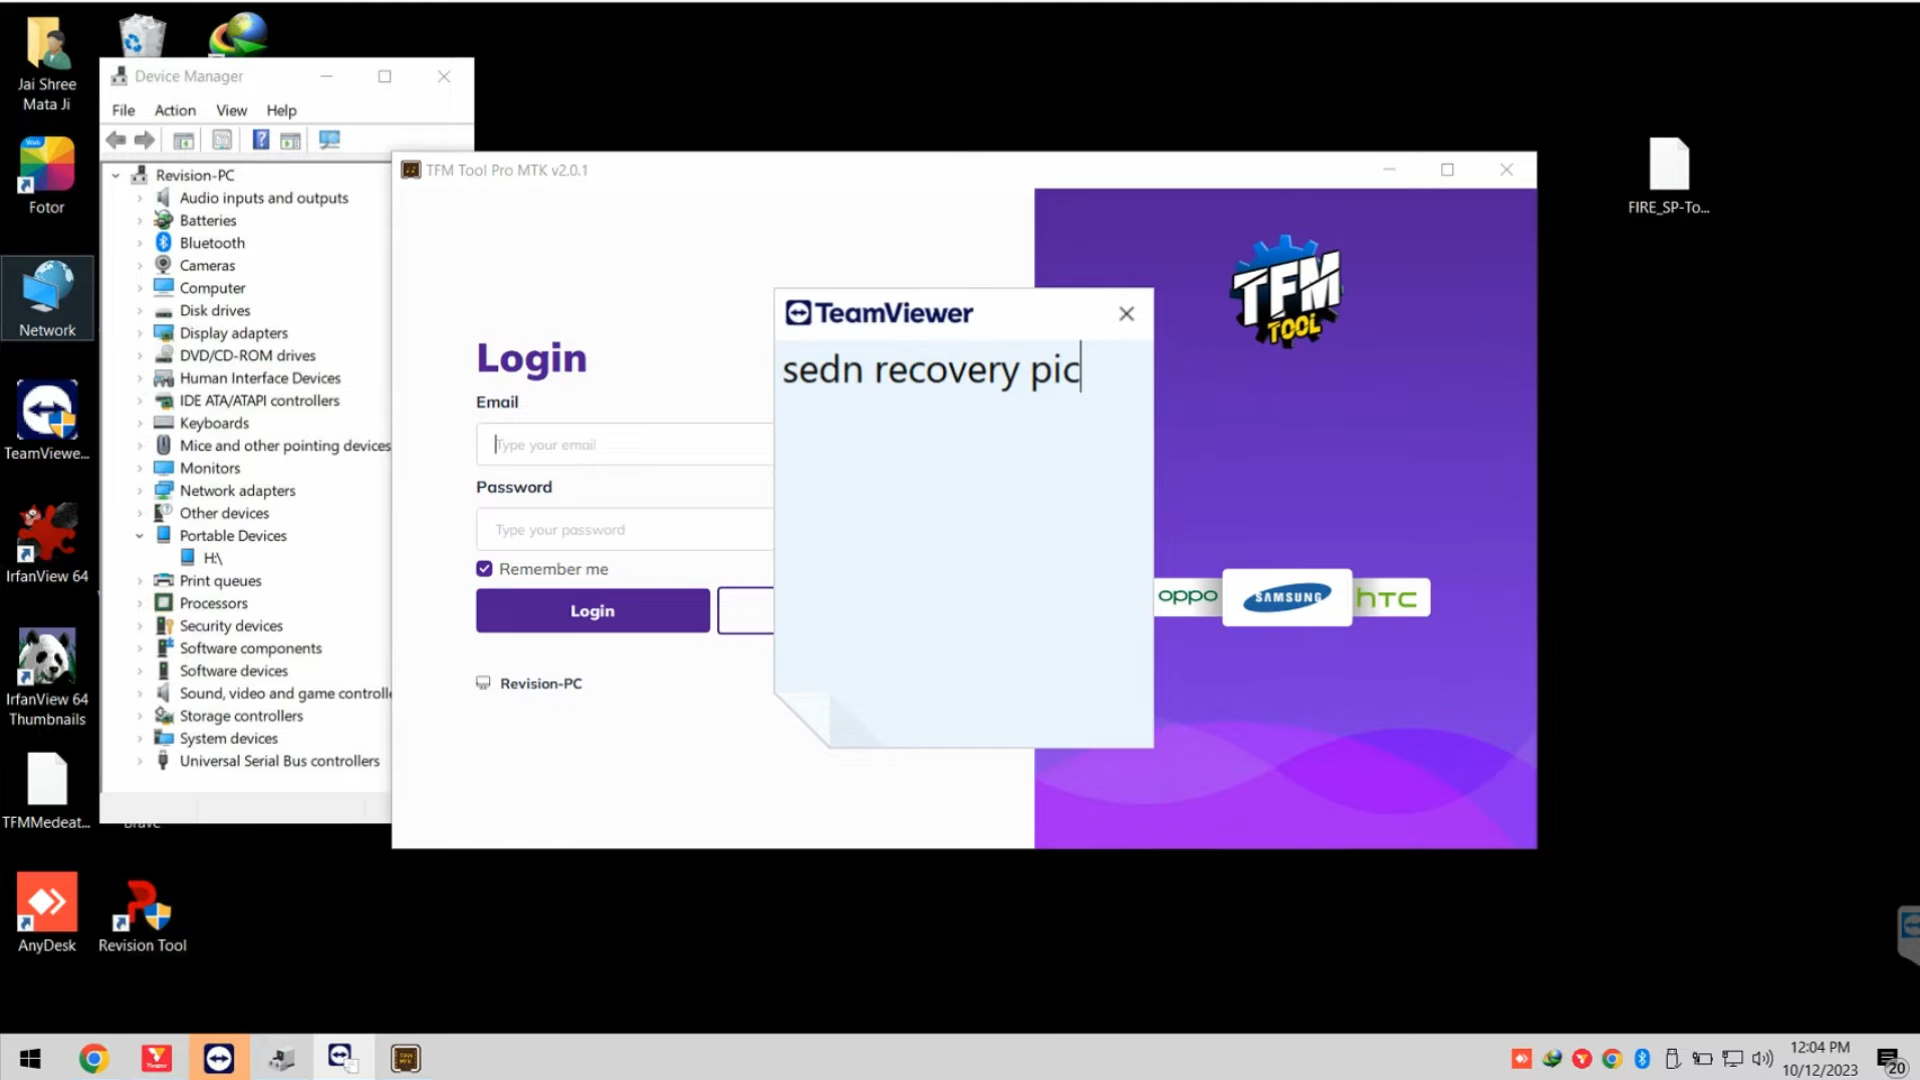 Jai Shree
Mata Ji
Fotor
Network
TeamViewe...
IrfanView 64
IrfanView 64
Thumbnails
TFMMedeat...
AnyDesk
Revision Tool
Device Manager
File Action View Help
Revision-PC
Audio inputs and outputs
Batteries
Bluetooth
Cameras
Computer
Disk drives
Display adapters
DVD/CD-ROM drives
Human Interface Devices
IDE ATA/ATAPI controllers
Keyboards
Mice and other pointing devices
Monitors
Network adapters
Other devices
Portable Devices
H:\
Print queues
Processors
Security devices
Software components
Software devices
Sound, video and game controlle
Storage controllers
System devices
Universal Serial Bus controllers
Brave
TFM Tool Pro MTK v2.0.1
Login
Email
Type your email
Password
Type your password
Remember me
Login
Revision-PC
TeamViewer
sedn recovery pic
TFM
TOOL
oppo
SAMSUNG
hTC
FIRE_SP-To...
12:04 PM
10/12/2023
20